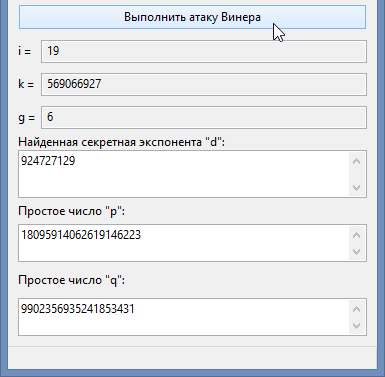 Выполнить атаку Винера
i = 19
k = 569066927
g = 6
Найденная секретная экспонента "d":
924727129
Простое число "p":
18095914062619146223
Простое число "q":
9902356935241853431